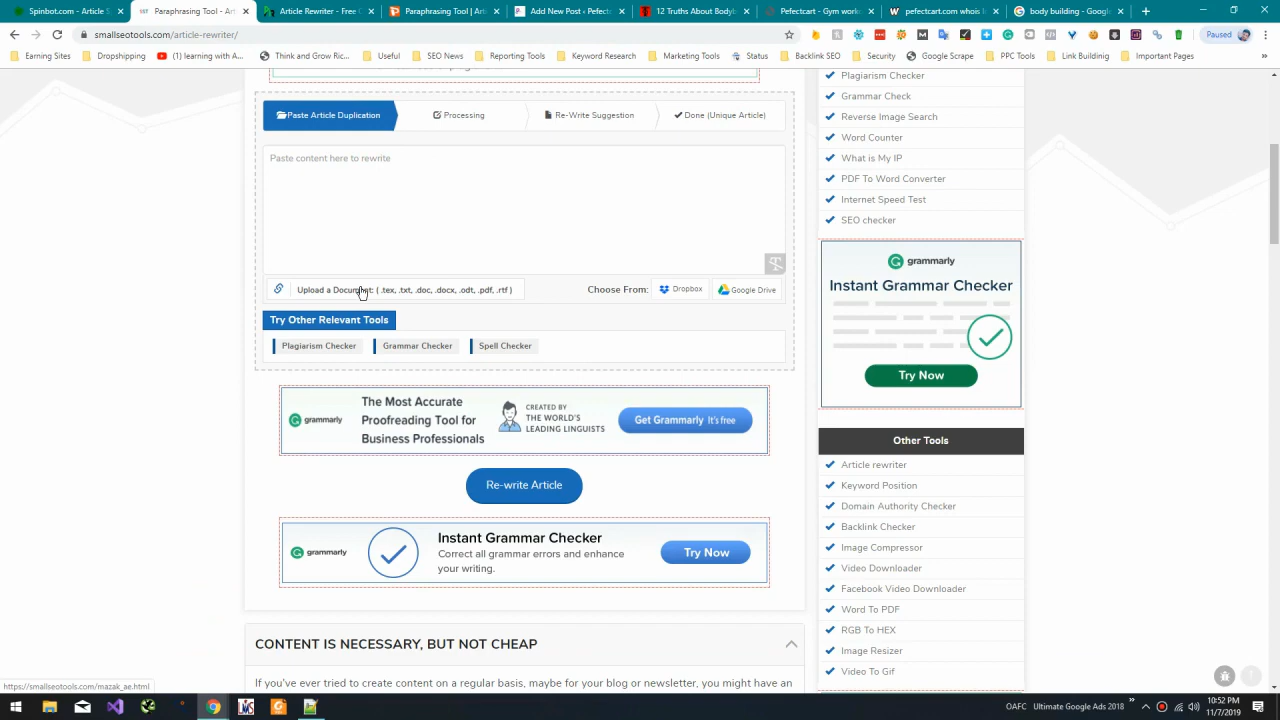 Spinbot.com - Article S
Paraphrasing Tools - Ar
Article Rewriter - Free C
Paraphrasing Tool | Artic
Add New Post ‹ Pefectc
12 Truths About Bodyb
Pefectcart - Gym worko
pefectcart.com whois lo
body building - Google
smallseotools.com/article-rewriter/
Paused
Earning Sites
Download torrents
(1) learning with A...
Think and GrowRic...
Useful
SEO News
Reporting Tools
Keyword Research
Marketing Tools
Status
Backlink SEO
Security
Google Scrape
PPC Tools
Link Buildinig
Important Pages
Paste Article Duplication
Processing
Re-Write Suggestion
Done (Unique Article)
Paste content here to rewrite
Upload a Document: ( .tex, .txt, .doc, .docx, .odt, .pdf, .rtf )
Choose From:
Dropbox
Google Drive
Try Other Relevant Tools
Plagiarism Checker
Grammar Checker
Spell Checker
grammarly
The Most Accurate
Proofreading Tool for
Business Professionals
CREATED BY
THE WORLD'S
LEADING LINGUISTS
Get Grammarly It's free
Re-write Article
grammarly
Instant Grammar Checker
Correct all grammar errors and enhance
your writing.
Try Now
CONTENT IS NECESSARY, BUT NOT CHEAP
If you've ever tried to create content on a regular basis, maybe for your blog or newsletter, you might have an
Plagiarism Checker
Grammar Check
Reverse Image Search
Word Counter
What is My IP
PDF To Word Converter
Internet Speed Test
SEO checker
grammarly
Instant Grammar Checker
Try Now
Other Tools
Article rewriter
Keyword Position
Domain Authority Checker
Backlink Checker
Image Compressor
Video Downloader
Facebook Video Downloader
Word To PDF
RGB To HEX
Image Resizer
Video To Gif
https://smallseotools.com/mazak_ae.html
OAFC
Ultimate Google Ads 2018
10:52 PM
11/7/2019